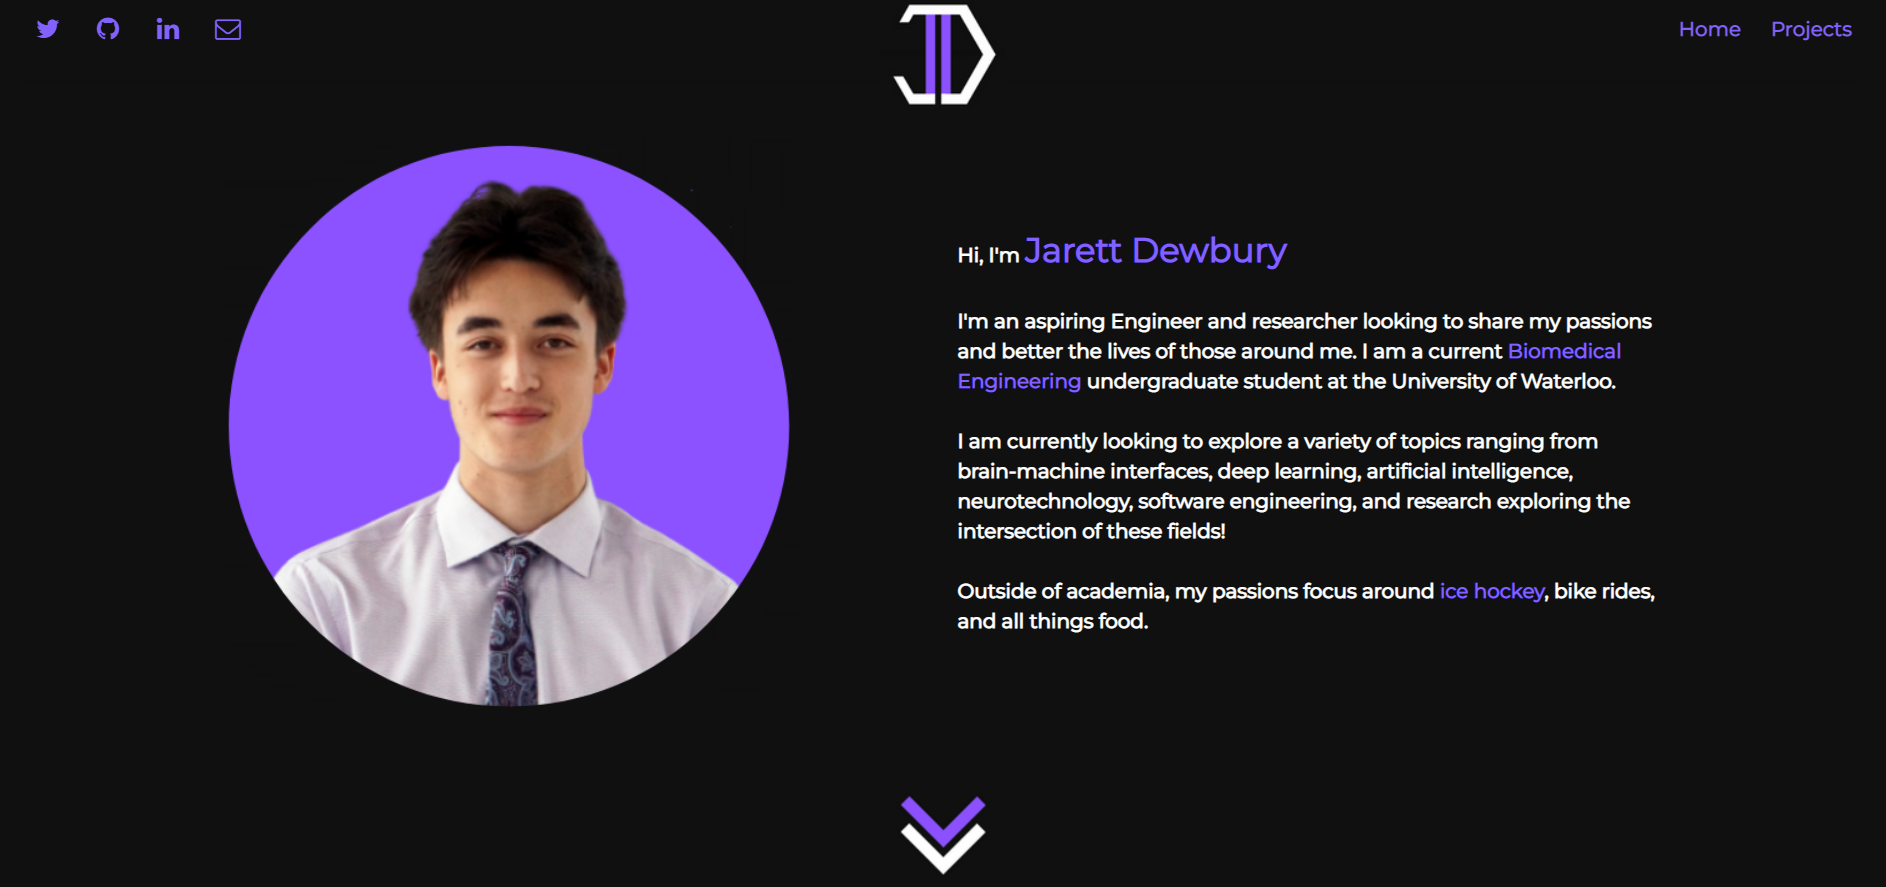 Home Projects
JD
Hi, I'm Jarett Dewbury
I'm an aspiring Engineer and researcher looking to share my passions
and better the lives of those around me. I am a current Biomedical
Engineering undergraduate student at the University of Waterloo.
I am currently looking to explore a variety of topics ranging from
brain-machine interfaces, deep learning, artificial intelligence,
neurotechnology, software engineering, and research exploring the
intersection of these fields!
Outside of academia, my passions focus around ice hockey, bike rides,
and all things food.